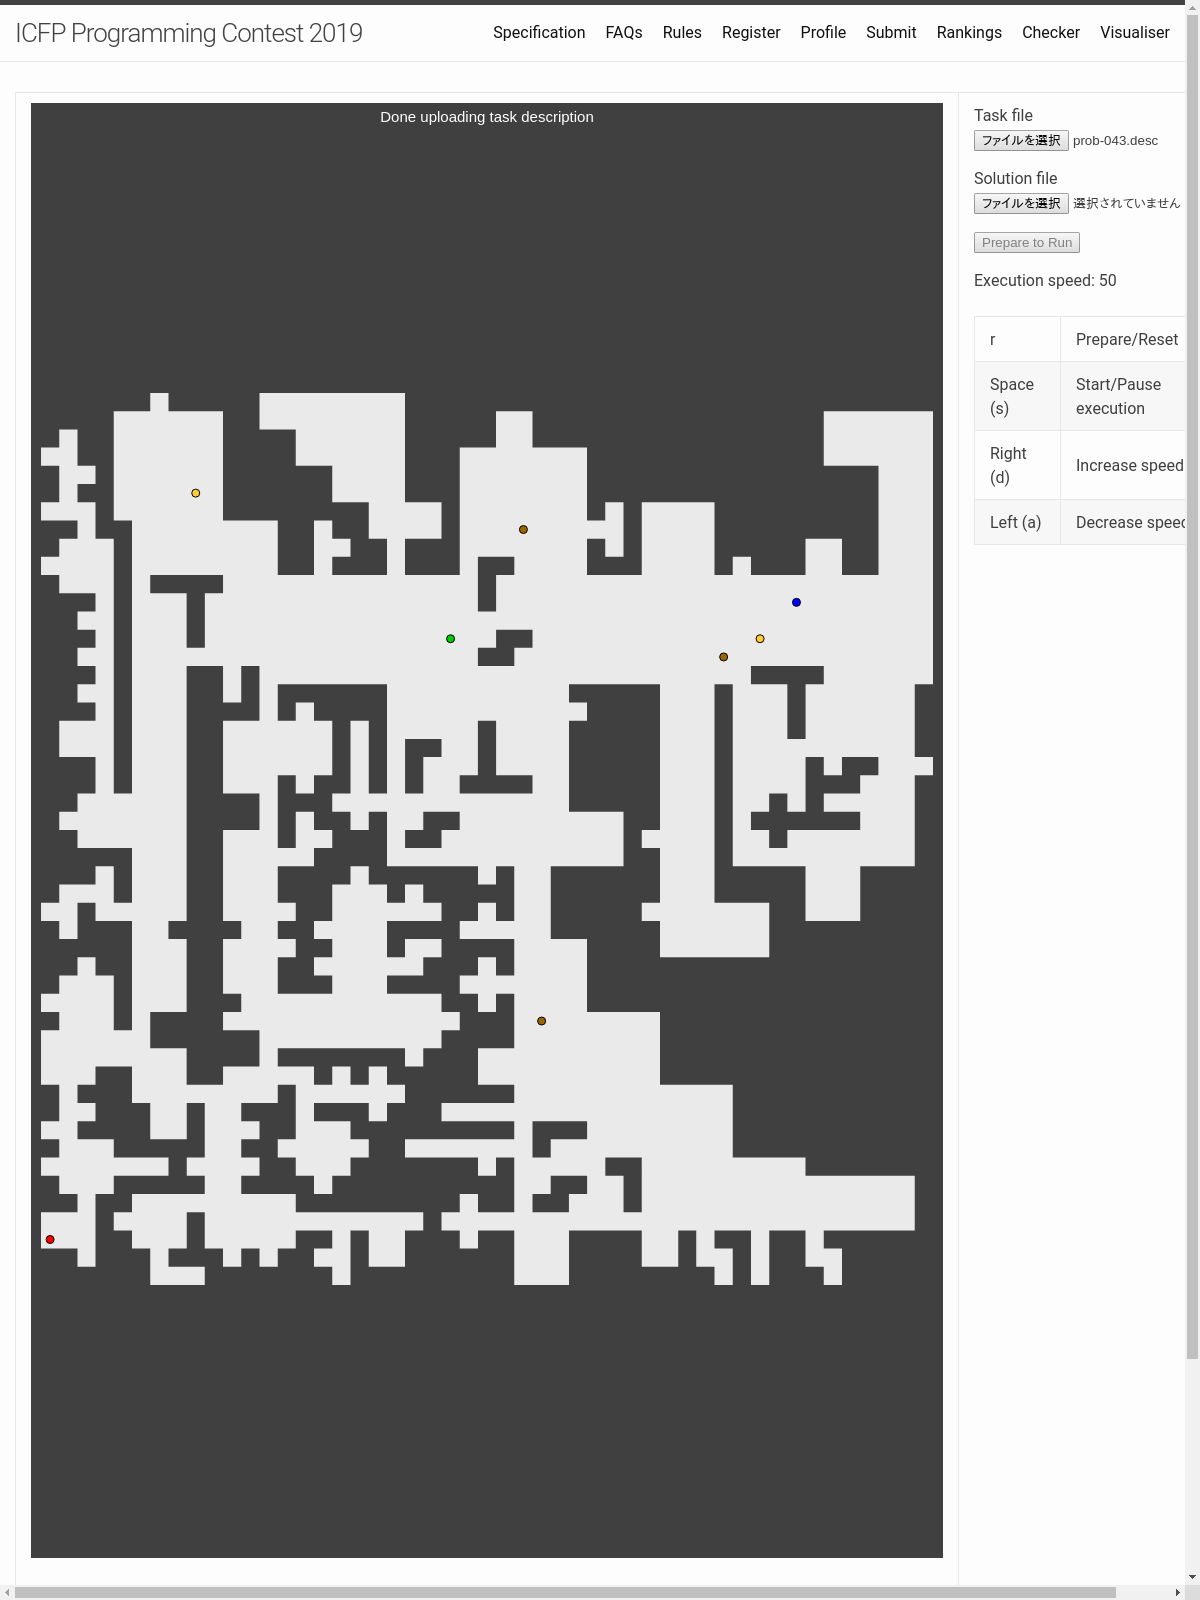 ICFP Programming Contest 2019
Specification FAQs Rules Register Profile Submit Rankings Checker Visualiser
Done uploading task description
Task file
ファイルを選択 prob-043.desc
Solution file
ファイルを選択 選択されていません
Prepare to Run
Execution speed: 50
r Prepare/Reset
Space (s) Start/Pause execution
Right (d) Increase speed
Left (a) Decrease speed